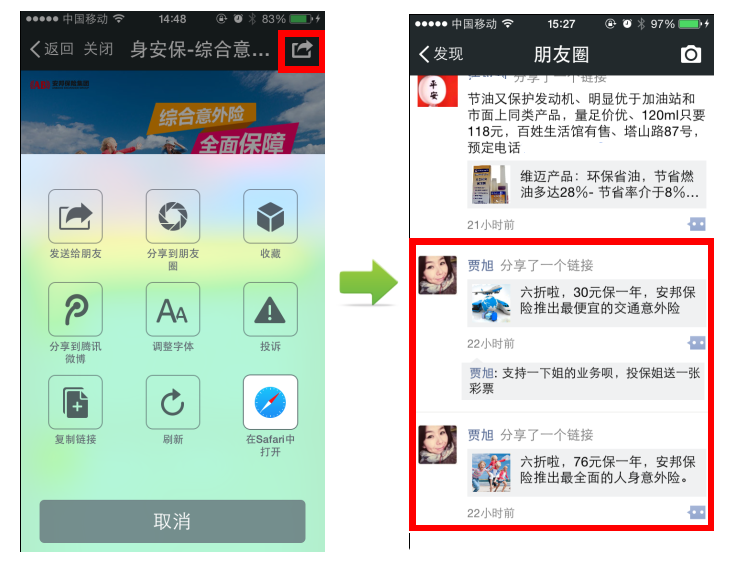 中国移动 14:48 83%
返回 关闭 身安保-综合意...
综合意外险
全面保障
发送给朋友
分享到朋友
圈
收藏
分享到腾讯
微博
调整字体
投诉
复制链接
刷新
在Safari中
打开
取消
中国移动 15:27 97%
发现 朋友圈
分享了一个链接
平安
节油又保护发动机、明显优于加油站和
市面上同类产品，量足价优、120ml只要
118元，百姓生活馆有售、塔山路87号，
预定电话
维迈产品：环保省油，节省燃
油多达28%- 节省率介于8%...
21小时前
贾旭 分享了一个链接
六折啦，30元保一年，安邦保
险推出最便宜的交通意外险
22小时前
贾旭: 支持一下姐的业务呗，投保姐送一张
彩票
贾旭 分享了一个链接
六折啦，76元保一年，安邦保
险推出最全面的人身意外险。
22小时前